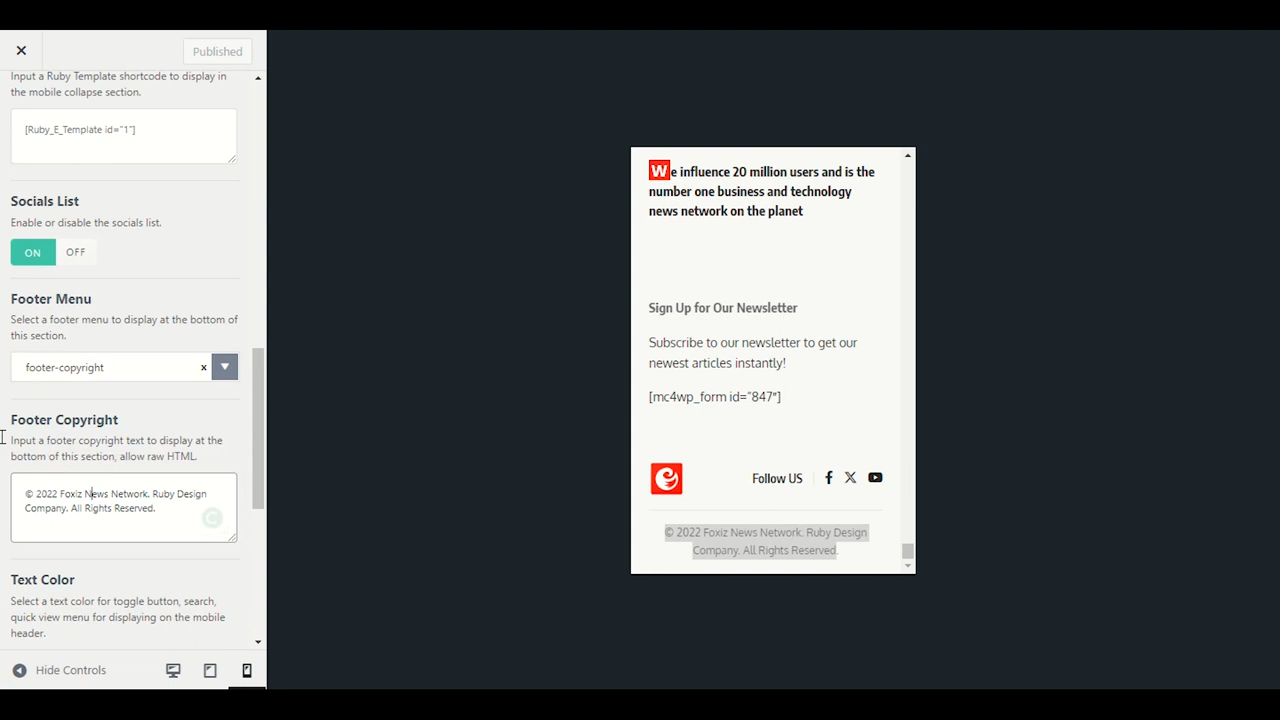 Published
Input a Ruby Template shortcode to display in
the mobile collapse section.
[Ruby_E_Template id="1"]
Socials List
Enable or disable the socials list.
ON OFF
Footer Menu
Select a footer menu to display at the bottom of
this section.
footer-copyright x
Footer Copyright
Input a footer copyright text to display at the
bottom of this section, allow raw HTML.
© 2022 Foxiz News Network. Ruby Design
Company. All Rights Reserved.
Text Color
Select a text color for toggle button, search,
quick view menu for displaying on the mobile
header.
Hide Controls
We influence 20 million users and is the
number one business and technology
news network on the planet
Sign Up for Our Newsletter
Subscribe to our newsletter to get our
newest articles instantly!
[mc4wp_form id="847"]
Follow US
© 2022 Foxiz News Network. Ruby Design
Company. All Rights Reserved.